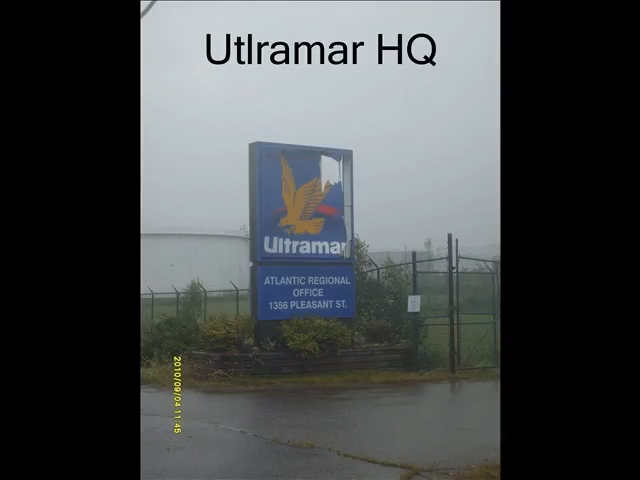 Utlramar HQ
Ultramar
ATLANTIC REGIONAL
OFFICE
1356 PLEASANT ST.
2010/09/04 11:45